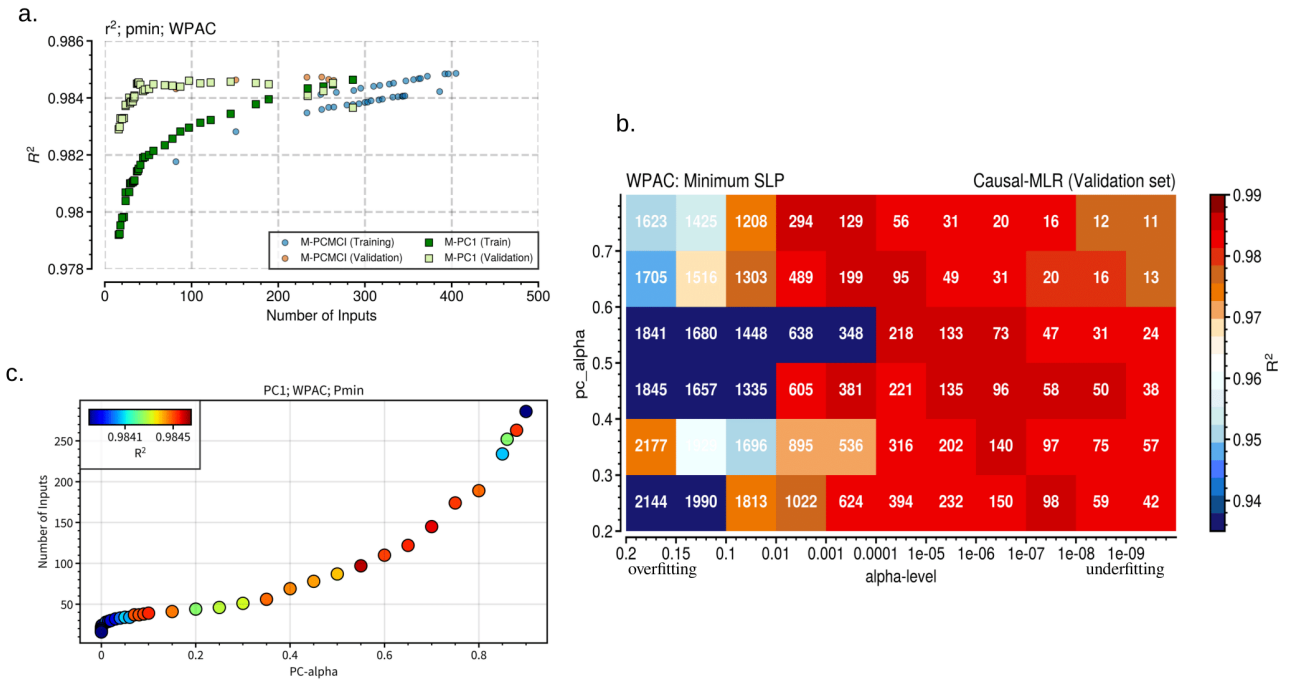 a.
r²; pmin; WPAC
0.986
0.984
0.982
0.98
0.978
R²
0 100 200 300 400 500
Number of Inputs
M-PCMCI (Training)
M-PCMCI (Validation)
M-PC1 (Train)
M-PC1 (Validation)
b.
WPAC: Minimum SLP Causal-MLR (Validation set)
1623 1425 1208 294 129 56 31 20 16 12 11
1705 1516 1303 489 199 95 49 31 20 16 13
1841 1680 1448 638 348 218 133 73 47 31 24
1845 1657 1335 605 381 221 135 96 58 50 38
2177 1696 895 536 316 202 140 97 75 57
2144 1990 1813 1022 624 394 232 150 98 59 42
0.7
0.6
0.5
0.4
0.3
0.2
pc_alpha
0.2 0.15 0.1 0.01 0.001 0.0001 1e-05 1e-06 1e-07 1e-08 1e-09
overfitting alpha-level underfitting
0.99
0.98
0.97
0.96
0.95
0.94
R²
c.
PC1; WPAC; Pmin
0.9841 0.9845
R²
250
200
150
100
50
Number of Inputs
0 0.2 0.4 0.6 0.8
PC-alpha